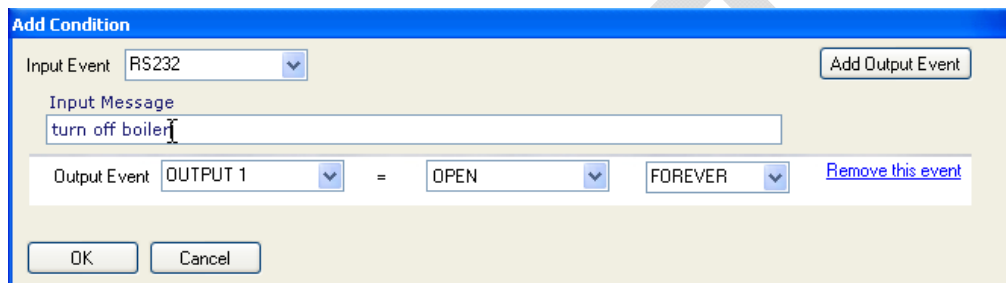 Add Condition
Input Event RS232 Add Output Event
Input Message
turn off boiler
Output Event OUTPUT 1 = OPEN FOREVER Remove this event
OK Cancel